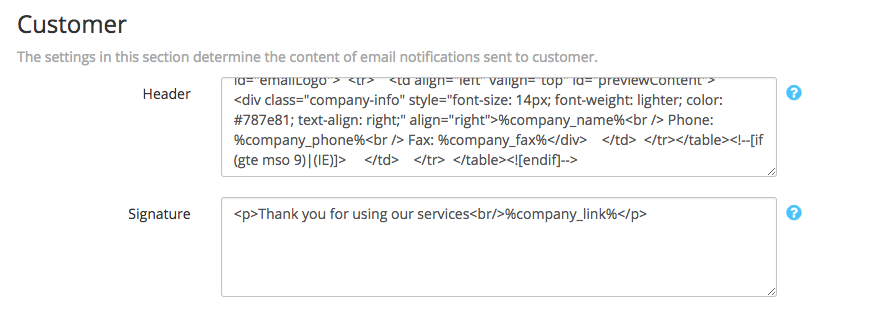 Customer
The settings in this section determine the content of email notifications sent to customer.
Header
id="emailLogo">  <tr>    <td align="left" valign="top" id="previewContent">
<div class="company-info" style="font-size: 14px; font-weight: lighter; color:
#787e81; text-align: right;" align="right">%company_name%<br /> Phone:
%company_phone%<br /> Fax: %company_fax%</div>    </td>  </tr></table><!--[if
(gte mso 9)|(IE)]>     </td>    </tr>  </table><![endif]-->
Signature
<p>Thank you for using our services<br/>%company_link%</p>